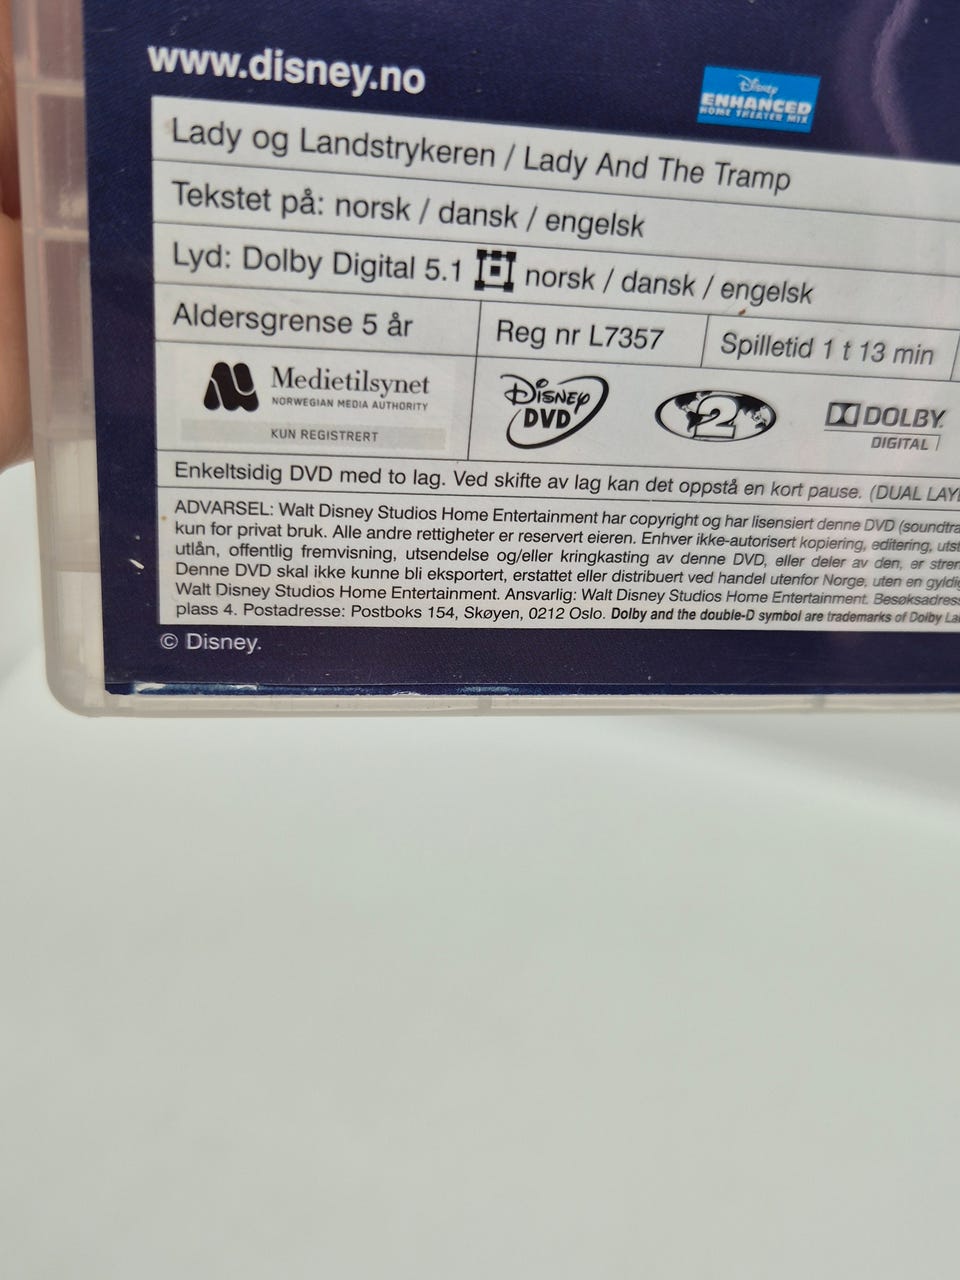 www.disney.no
Disney
ENHANCED
HOME THEATER MIX
Lady og Landstrykeren / Lady And The Tramp
Tekstet på: norsk / dansk / engelsk
Lyd: Dolby Digital 5.1 norsk / dansk / engelsk
Aldersgrense 5 år
Reg nr L7357
Spilletid 1 t 13 min
Medietilsynet
NORWEGIAN MEDIA AUTHORITY
KUN REGISTRERT
DISNEY
DVD
2
DOLBY
DIGITAL
Enkeltsidig DVD med to lag. Ved skifte av lag kan det oppstå en kort pause. (DUAL
ADVARSEL: Walt Disney Studios Home Entertainment har copyright og har lisensiert denne DVD
kun for privat bruk. Alle andre rettigheter er reservert eieren. Enhver ikke-autorisert kopiering, editering,
utlån, offentlig fremvisning, utsendelse og/eller kringkasting av denne DVD, eller deler av den, er
Denne DVD skal ikke kunne bli eksportert, erstattet eller distribuert ved handel utenfor Norge, uten en
Walt Disney Studios Home Entertainment. Ansvarlig: Walt Disney Studios Home Entertainment.
plass 4. Postadresse: Postboks 154, Skøyen, 0212 Oslo. Dolby and the double-D symbol are trademarks of Dolby
© Disney.